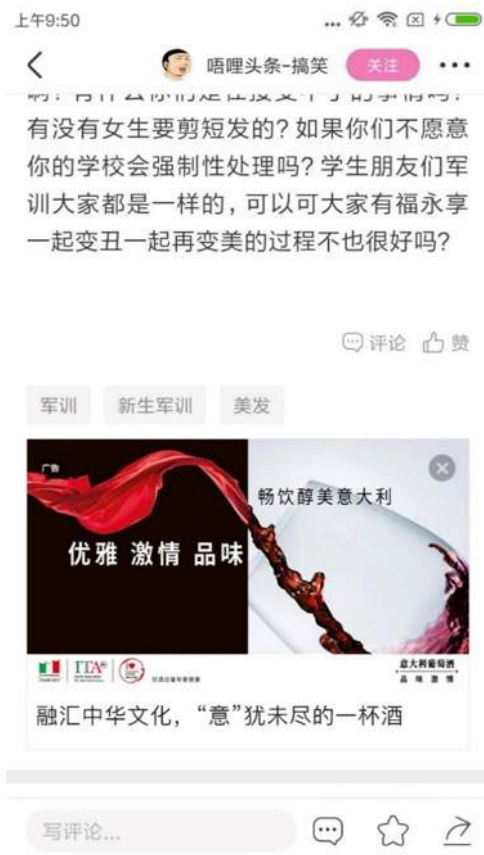 上午9:50
唔哩头条-搞笑
关注
有没有女生要剪短发的?如果你们不愿意
你的学校会强制性处理吗?学生朋友们军
训大家都是一样的,可以可大家有福永享
一起变丑一起再变美的过程不也很好吗?
评论
赞
军训
新生军训
美发
广告
畅饮醇美意大利
优雅 激情 品味
ITA
意大利葡萄酒
品味激情
融汇中华文化,“意”犹未尽的一杯酒
写评论...